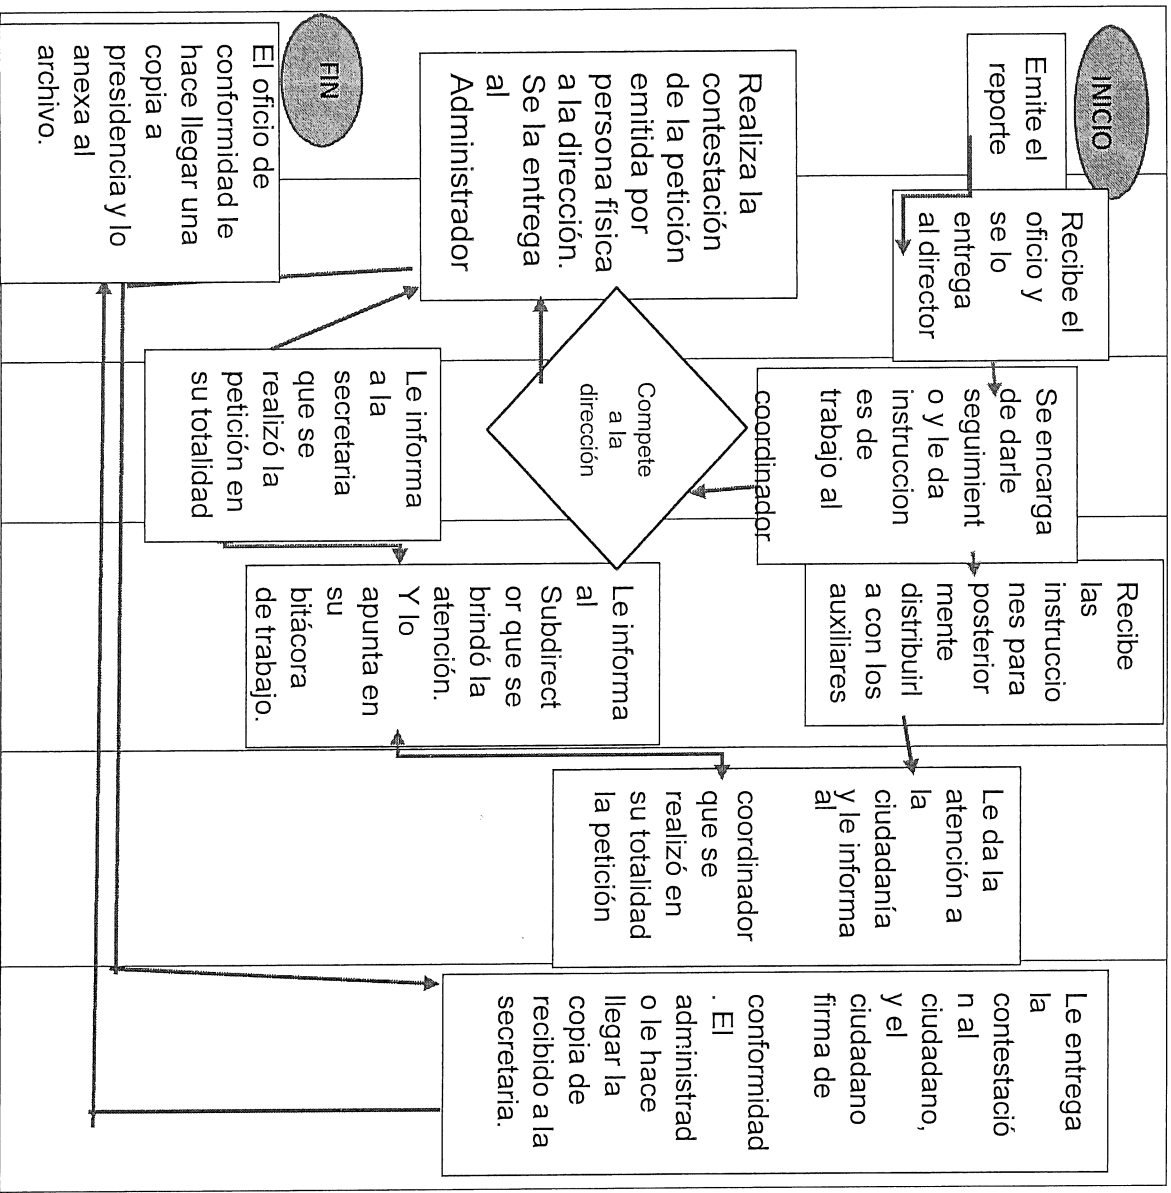 INICIO
Emite el
reporte
Recibe el
oficio y
se lo
entrega
al director
Se encarga
de darle
seguimient
o y le da
instruccion
es de
trabajo al
coordinador
Recibe
las
instruccio
nes para
posterior
mente
distribuirl
a con los
auxiliares
Le da la
atención a
la
ciudadanía
y le informa
al
coordinador
que se
realizó en
su totalidad
la petición
Le entrega
la
contestació
n al
ciudadano,
y el
ciudadano
firma de
conformidad
. El
administrad
o le hace
llegar la
copia de
recibido a la
secretaria.
Compete
a la
dirección
Realiza la
contestación
de la petición
emitida por
persona física
a la dirección.
Se la entrega
al
Administrador
Le informa
a la
secretaria
que se
realizó la
petición en
su totalidad
Le informa
al
Subdirect
or que se
brindó la
atención.
Y lo
apunta en
su
bitácora
de trabajo.
FIN
El oficio de
conformidad le
hace llegar una
copia a
presidencia y lo
anexa al
archivo.